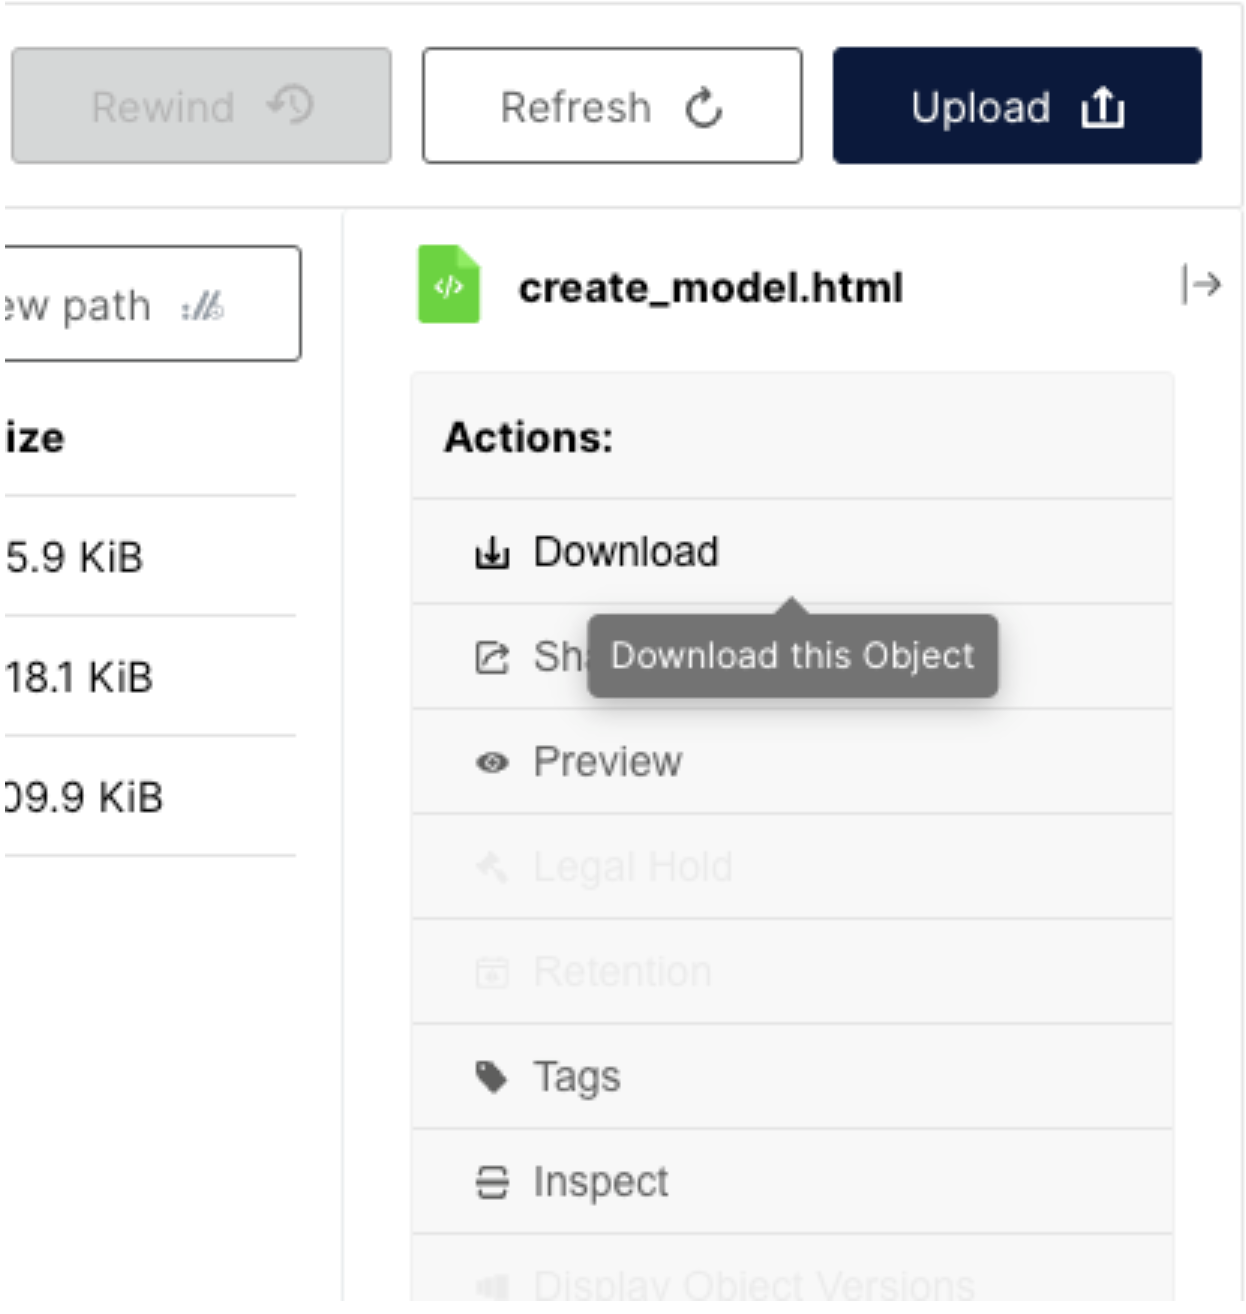 Rewind
Refresh
Upload
ew path
create_model.html
ize
Actions:
5.9 KiB
Download
Download this Object
18.1 KiB
Preview
09.9 KiB
Legal Hold
Retention
Tags
Inspect
Display Object Versions